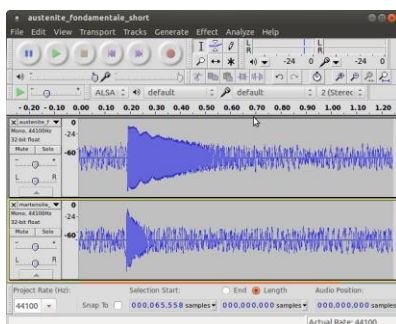 austenite_fondamentale_short
File Edit View Transport Tracks Generate Effect Analyze Help
L
R
L
R
-24 0
-24 0
ALSA default default 2 (Sterec
-0.20 -0.10 0.00 0.10 0.20 0.30 0.40 0.50 0.60 0.70 0.80 0.90 1.00 1.10 1.20
X austenite_f
Mono, 44100Hz
32-bit float
Mute Solo
- +
L R
0
-24
-60
X martensite_
Mono, 44100Hz
32-bit float
Mute Solo
- +
L R
0
-24
-60
Project Rate (Hz): Selection Start: End Length Audio Position:
44100 Snap To 000,065,558 samples 000,000,000 samples 000,000,000 samples
Actual Rate: 44100